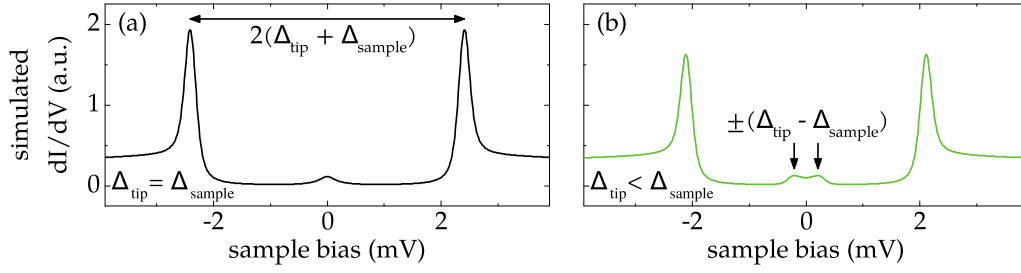 simulated
dI/dV (a.u.)
2
1
0
(a)
2(Δtip + Δsample)
Δtip = Δsample
-2
0
2
sample bias (mV)
(b)
±(Δtip - Δsample)
Δtip < Δsample
-2
0
2
sample bias (mV)